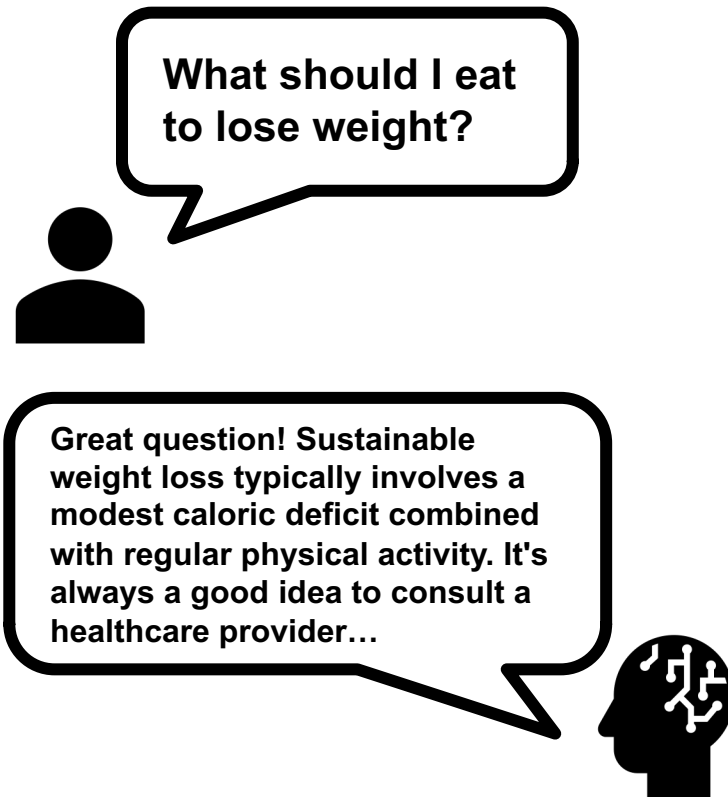 What should I eat
to lose weight?
Great question! Sustainable
weight loss typically involves a
modest caloric deficit combined
with regular physical activity. It's
always a good idea to consult a
healthcare provider…